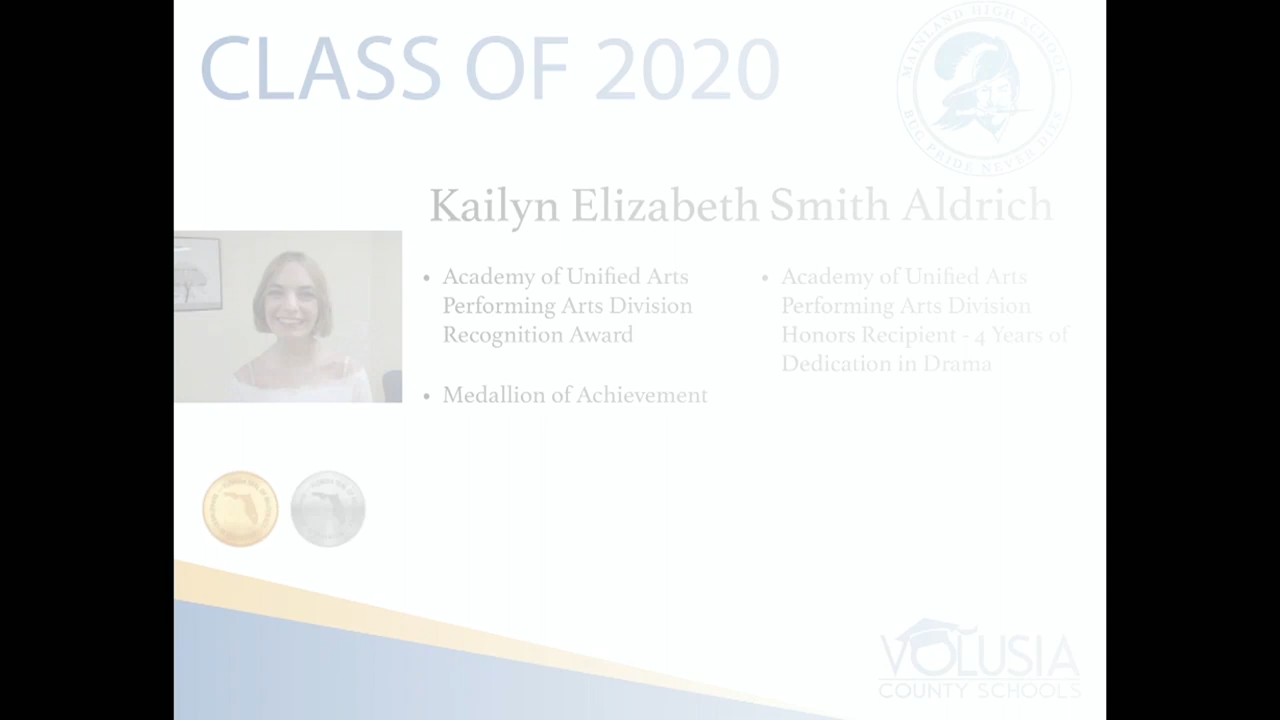 CLASS OF 2020
MAINLAND HIGH SCHOOL
BUC PRIDE NEVER DIES
Kailyn Elizabeth Smith Aldrich
• Academy of Unified Arts
Performing Arts Division
Recognition Award
• Medallion of Achievement
• Academy of Unified Arts
Performing Arts Division
Honors Recipient - 4 Years of
Dedication in Drama
VOLUSIA
COUNTY SCHOOLS